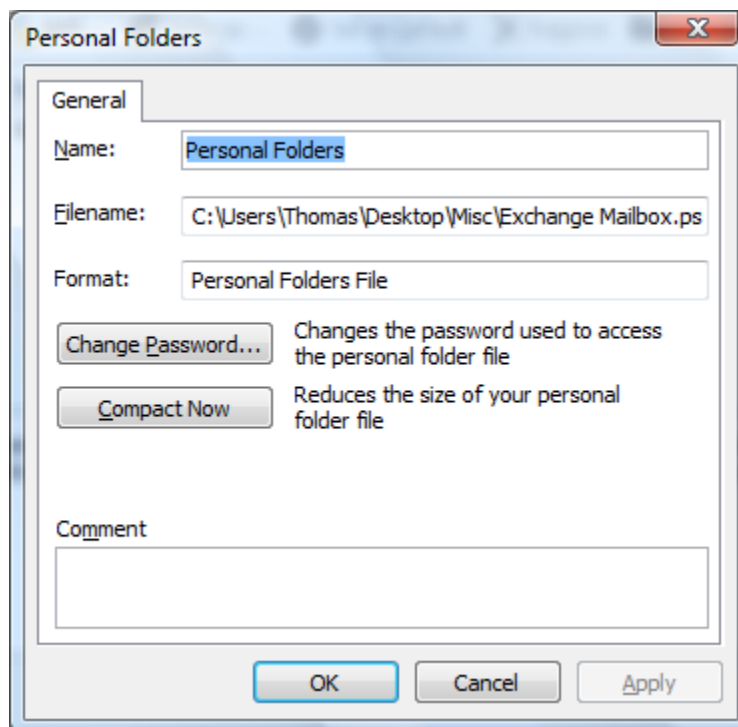 Personal Folders
General
Name: Personal Folders
Filename: C:\Users\Thomas\Desktop\Misc\Exchange Mailbox.ps
Format: Personal Folders File
Change Password... Changes the password used to access
the personal folder file
Compact Now Reduces the size of your personal
folder file
Comment
OK Cancel Apply